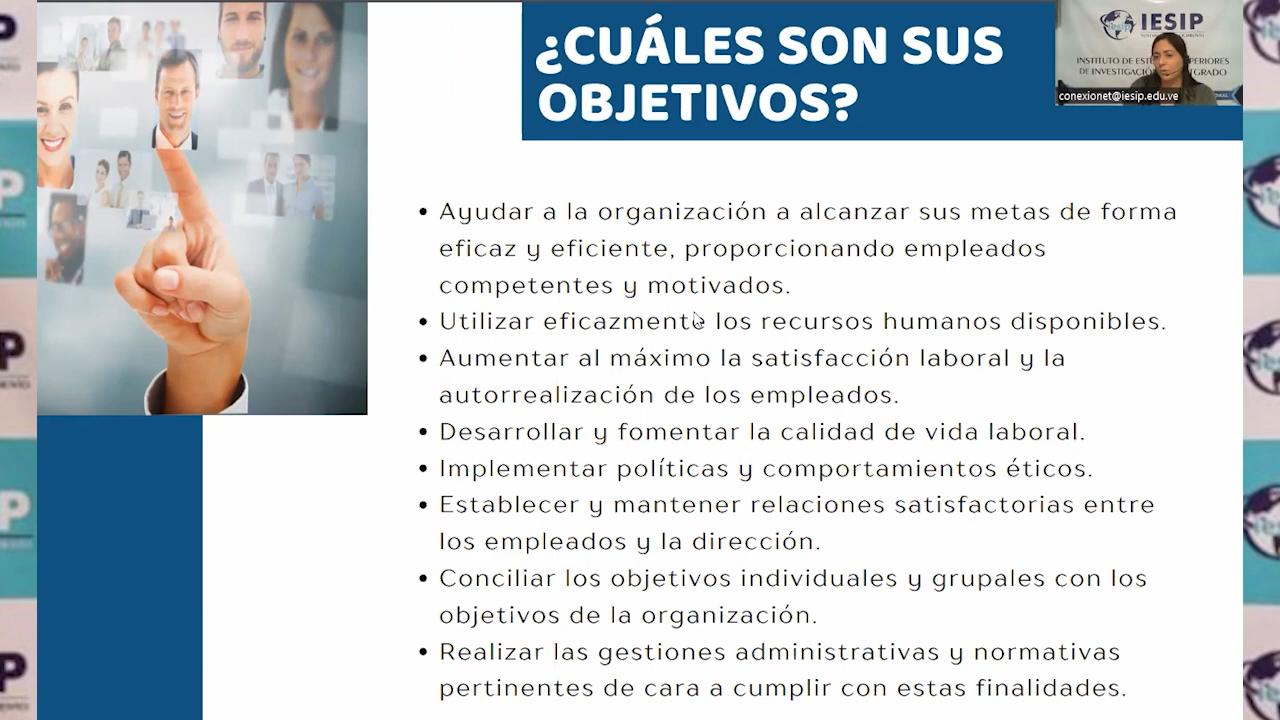 ¿CUÁLES SON SUS
OBJETIVOS?
IESIP
conexionet@iesip.edu.ve
• Ayudar a la organización a alcanzar sus metas de forma
eficaz y eficiente, proporcionando empleados
competentes y motivados.
• Utilizar eficazmente los recursos humanos disponibles.
• Aumentar al máximo la satisfacción laboral y la
autorrealización de los empleados.
• Desarrollar y fomentar la calidad de vida laboral.
• Implementar políticas y comportamientos éticos.
• Establecer y mantener relaciones satisfactorias entre
los empleados y la dirección.
• Conciliar los objetivos individuales y grupales con los
objetivos de la organización.
• Realizar las gestiones administrativas y normativas
pertinentes de cara a cumplir con estas finalidades.